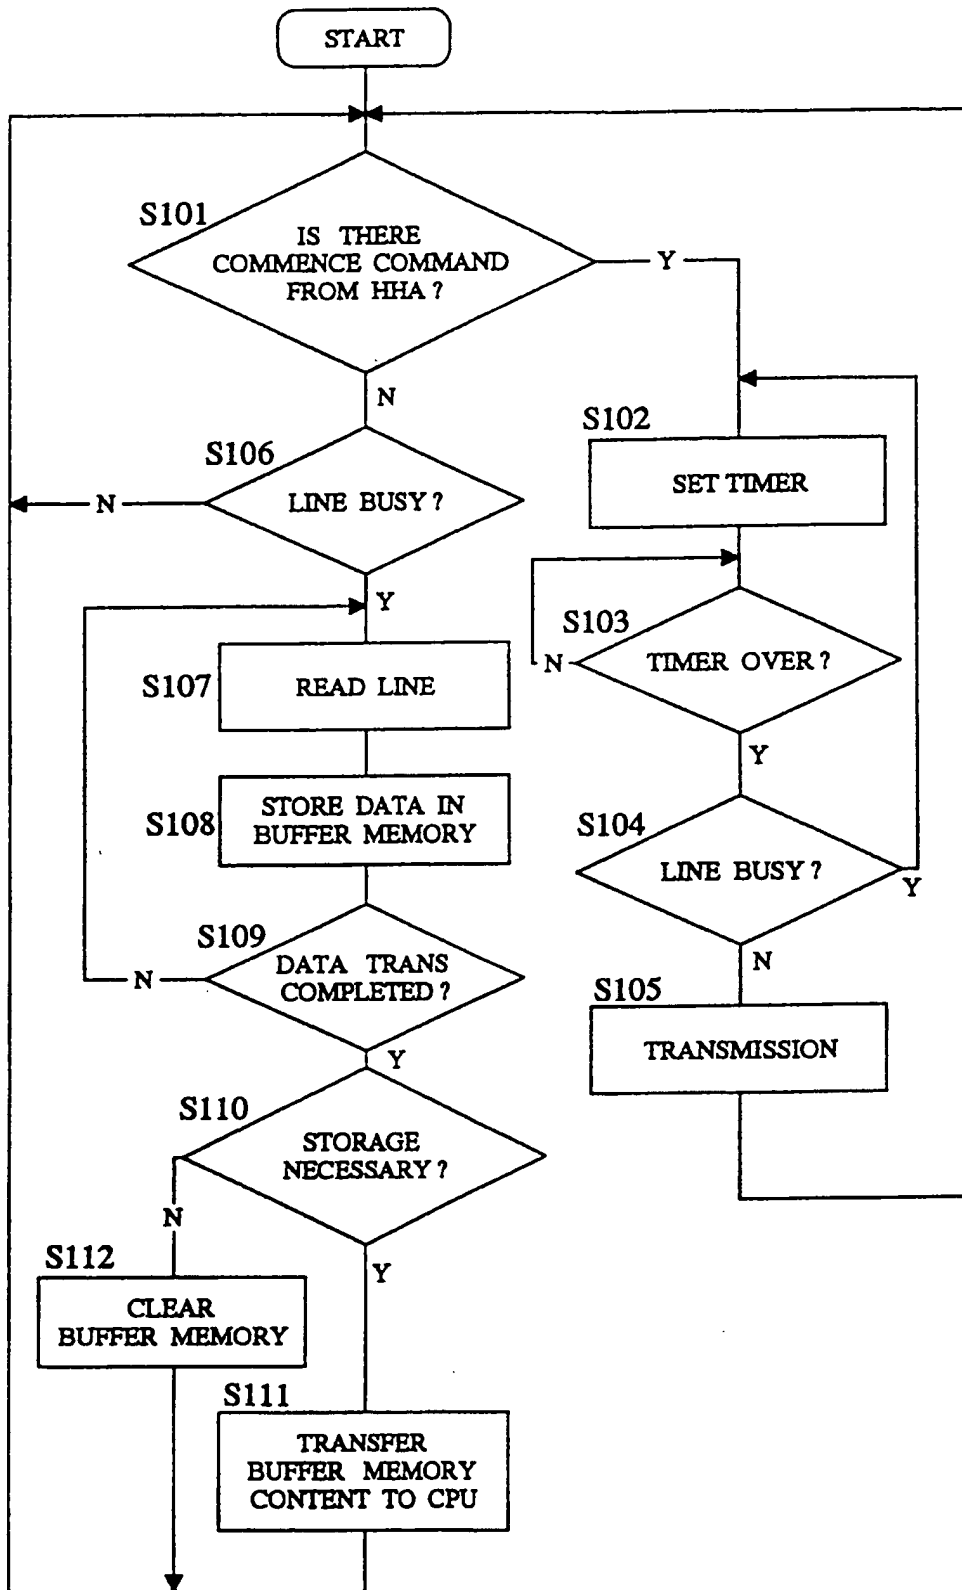 START
S101
IS THERE
COMMENCE COMMAND
FROM HHA ?
Y
N
S106
LINE BUSY ?
N
Y
S102
SET TIMER
S103
TIMER OVER ?
N
Y
S107
READ LINE
S108
STORE DATA IN
BUFFER MEMORY
S104
LINE BUSY ?
Y
N
S109
DATA TRANS
COMPLETED ?
N
Y
S105
TRANSMISSION
S110
STORAGE
NECESSARY ?
N
Y
S112
CLEAR
BUFFER MEMORY
S111
TRANSFER
BUFFER MEMORY
CONTENT TO CPU